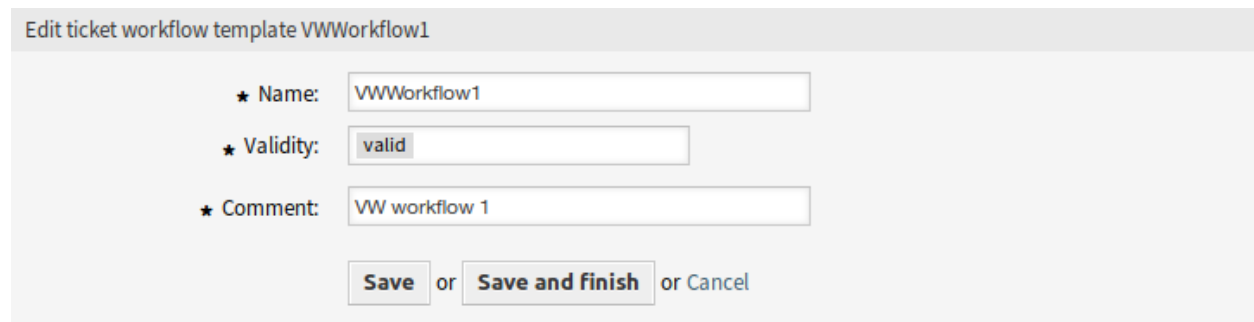 Edit ticket workflow template VWWorkflow1
★ Name: VWWorkflow1
★ Validity: valid
★ Comment: VW workflow 1
Save or Save and finish or Cancel